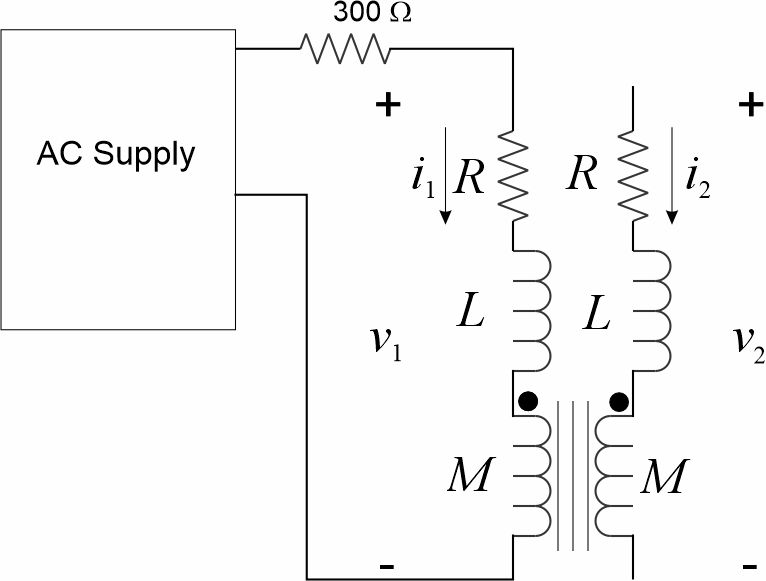 300 Ω
+ +
AC Supply
i₁ R R i₂
L L
v₁ v₂
M M
- -